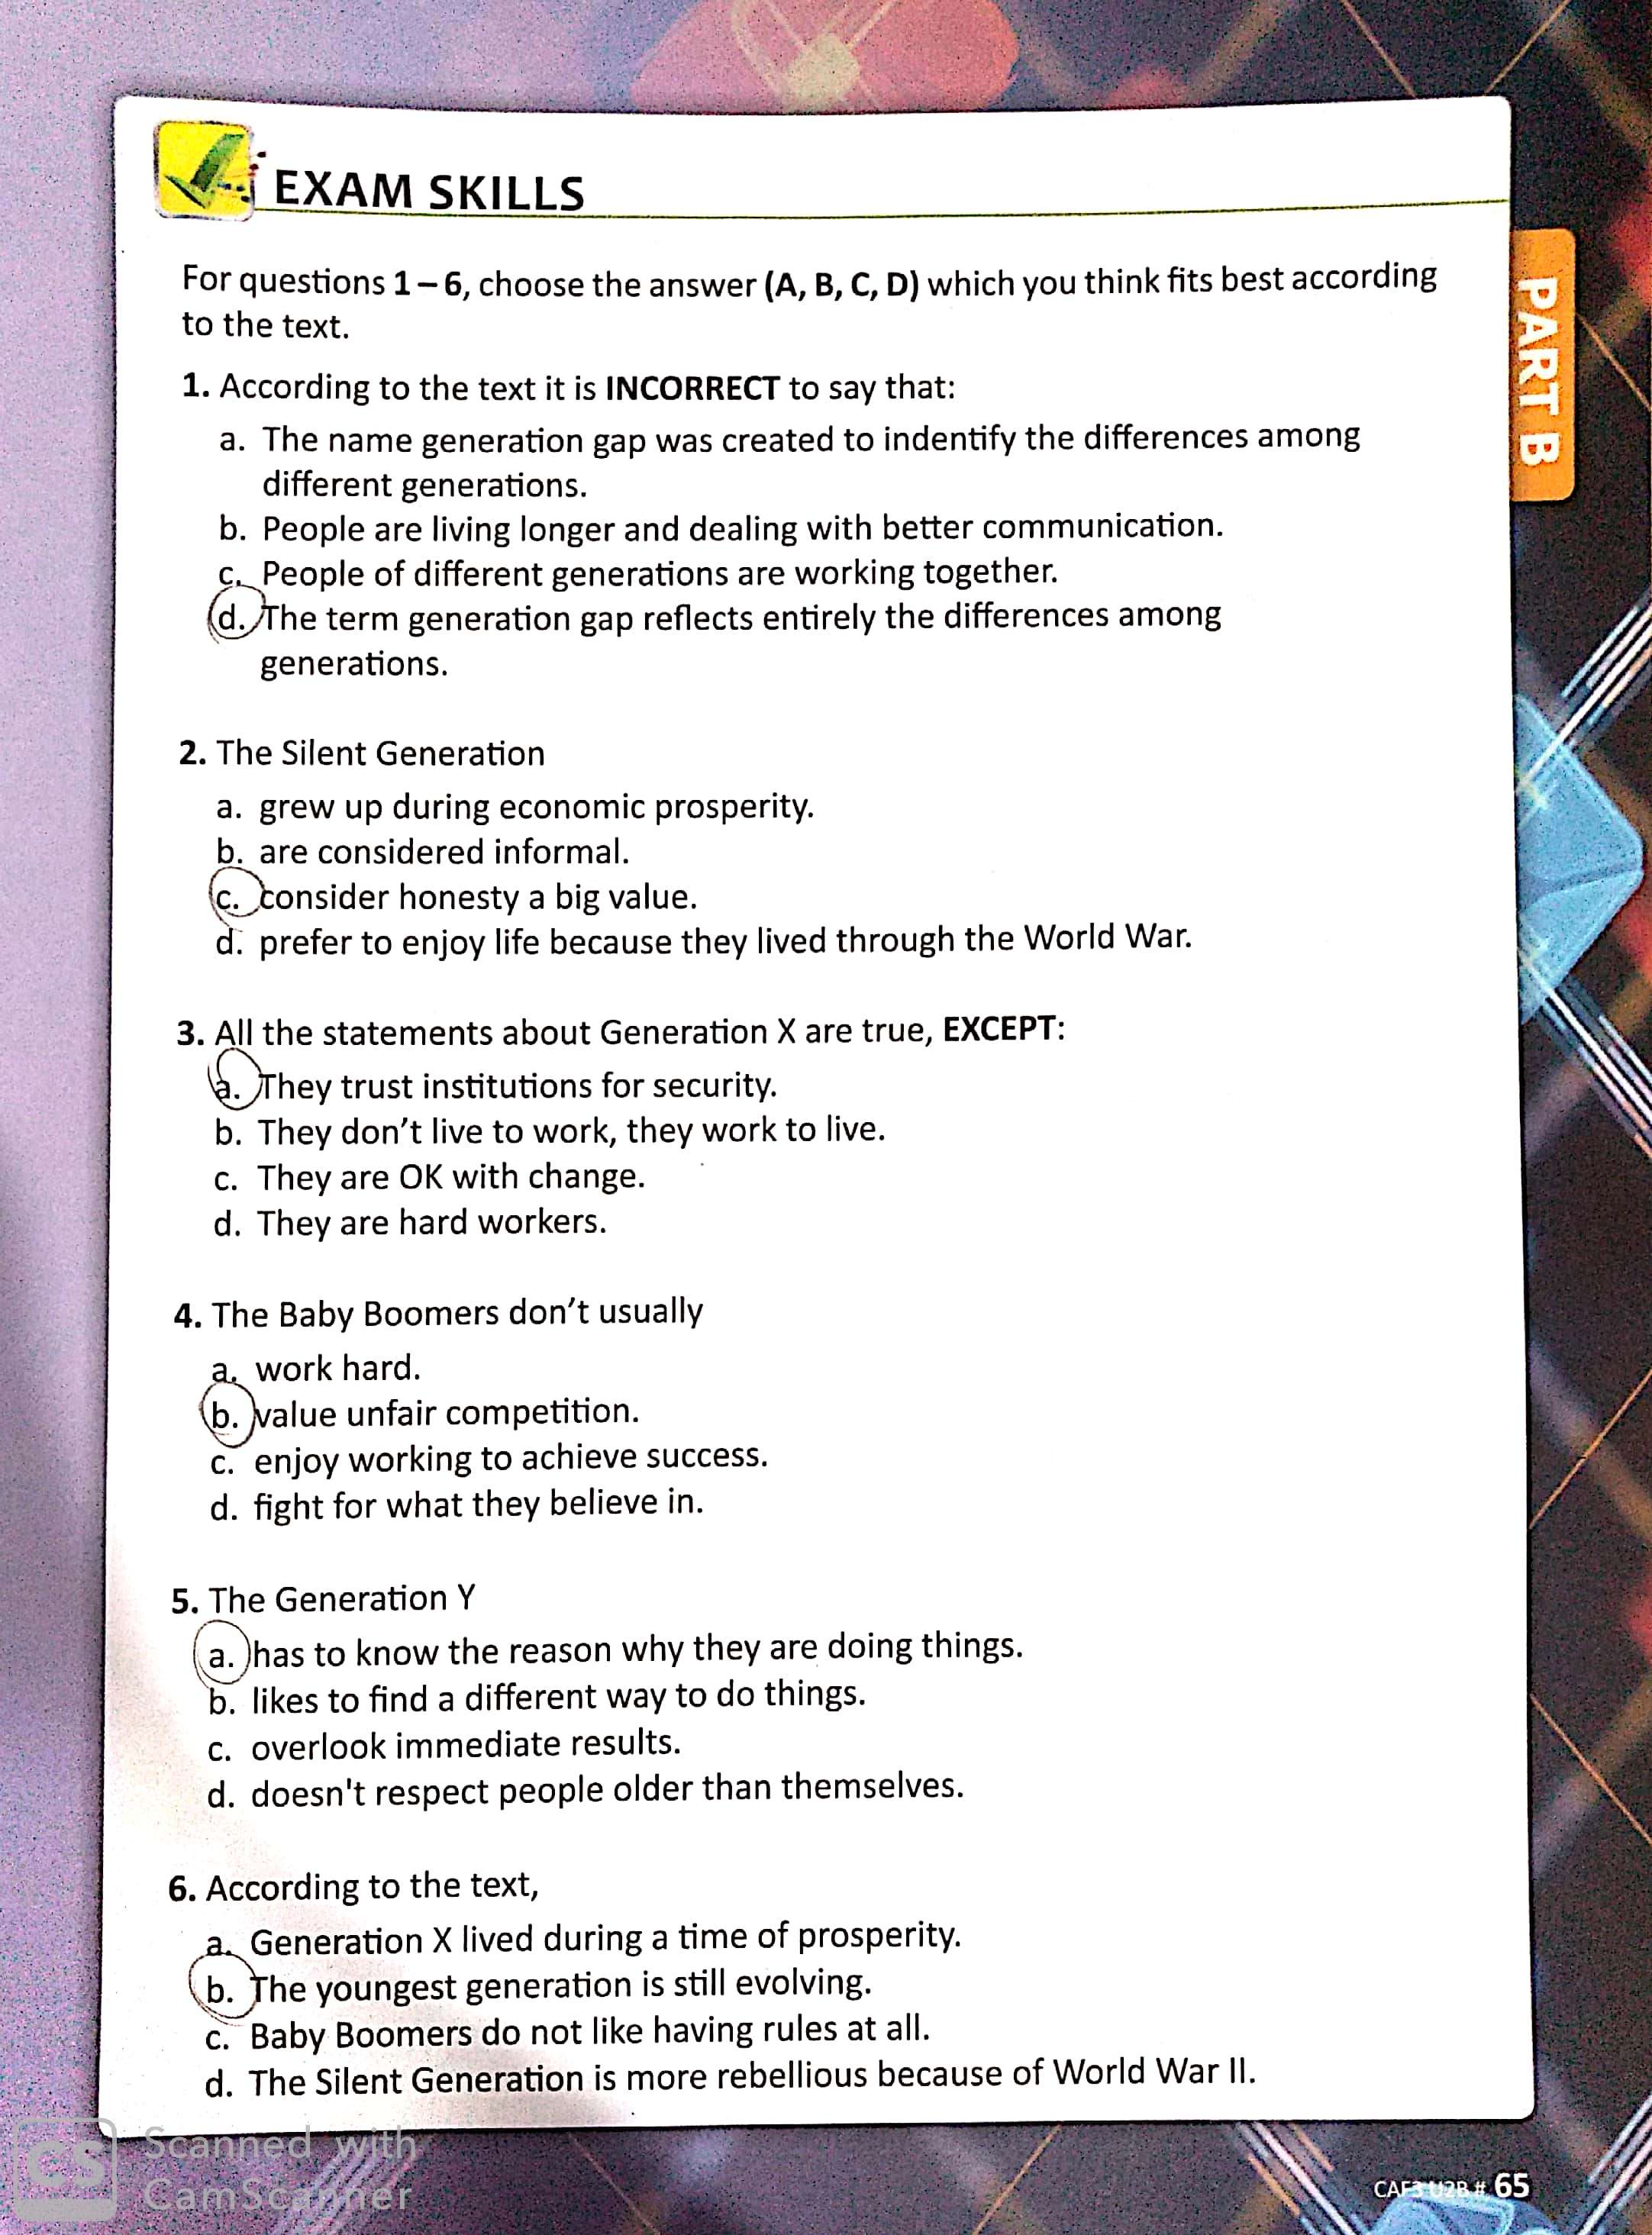 EXAM SKILLS
For questions 1 – 6, choose the answer (A, B, C, D) which you think fits best according
to the text.
1. According to the text it is INCORRECT to say that:
a. The name generation gap was created to indentify the differences among
different generations.
b. People are living longer and dealing with better communication.
c. People of different generations are working together.
d. The term generation gap reflects entirely the differences among
generations.
2. The Silent Generation
a. grew up during economic prosperity.
b. are considered informal.
c. consider honesty a big value.
d. prefer to enjoy life because they lived through the World War.
3. All the statements about Generation X are true, EXCEPT:
a. They trust institutions for security.
b. They don’t live to work, they work to live.
c. They are OK with change.
d. They are hard workers.
4. The Baby Boomers don’t usually
a. work hard.
b. value unfair competition.
c. enjoy working to achieve success.
d. fight for what they believe in.
5. The Generation Y
a. has to know the reason why they are doing things.
b. likes to find a different way to do things.
c. overlook immediate results.
d. doesn't respect people older than themselves.
6. According to the text,
a. Generation X lived during a time of prosperity.
b. The youngest generation is still evolving.
c. Baby Boomers do not like having rules at all.
d. The Silent Generation is more rebellious because of World War II.
PART B
CAF3 U2B # 65
CS
Scanned with
CamScanner